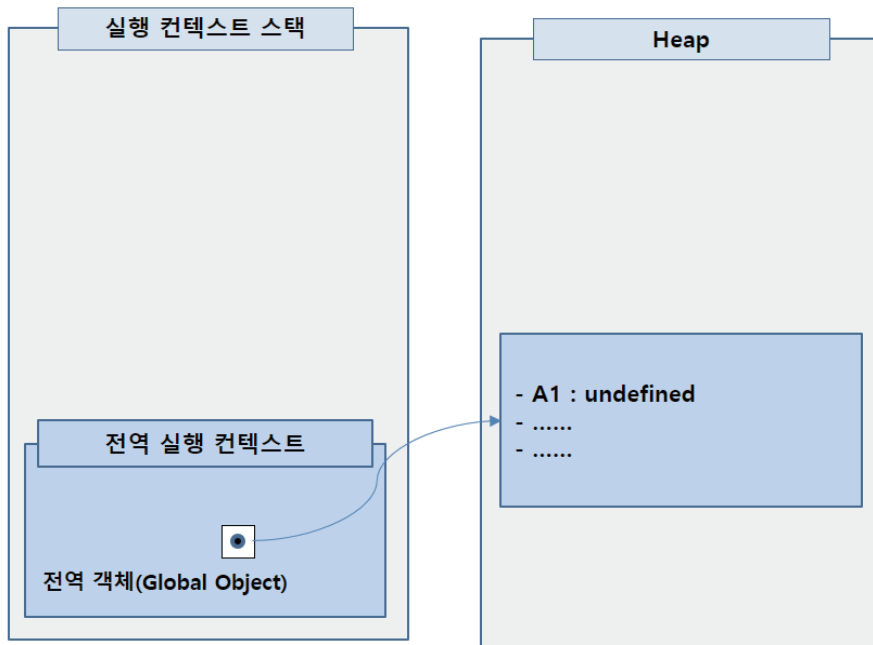 실행 컨텍스트 스택
Heap
- A1 : undefined
- ......
- ......
전역 실행 컨텍스트
전역 객체(Global Object)